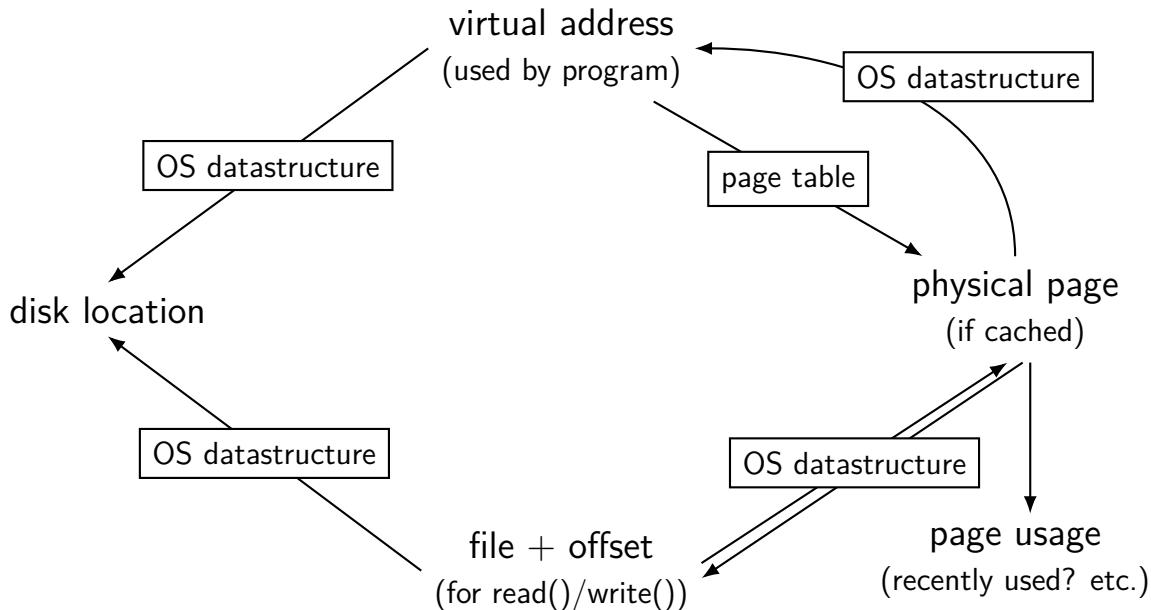 virtual address
(used by program)
OS datastructure
OS datastructure
page table
disk location
physical page
(if cached)
OS datastructure
OS datastructure
file + offset
(for read()/write())
page usage
(recently used? etc.)